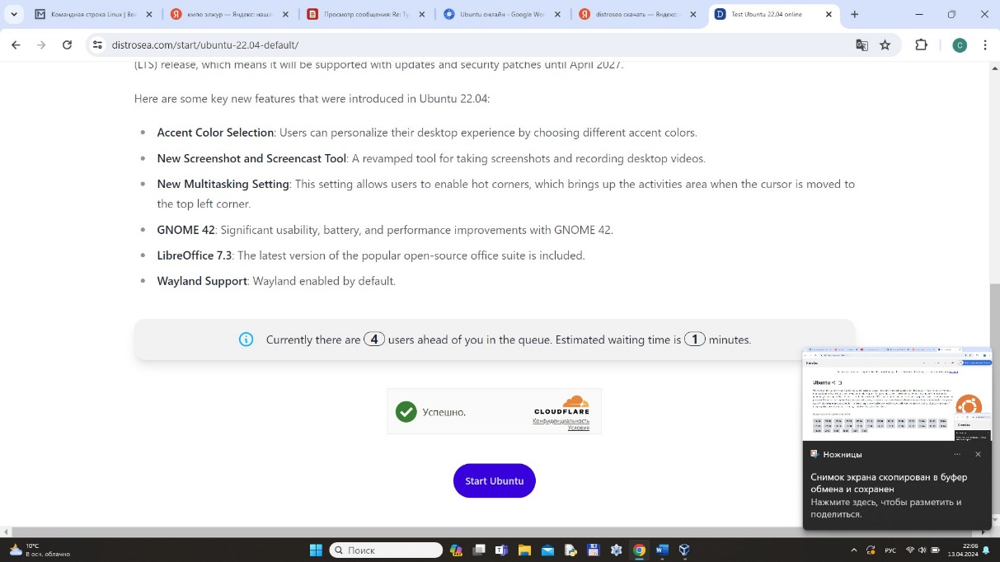 Командная строка Linux | Вве
кмпо элжур — Яндекс: наш
Просмотр сообщения: Re: Ту
Ubuntu онлайн - Google Wo
distrosea скачать — Яндекс:
Test Ubuntu 22.04 online
distrosea.com/start/ubuntu-22.04-default/
C
(LTS) release, which means it will be supported with updates and security patches until April 2027.
Here are some key new features that were introduced in Ubuntu 22.04:
Accent Color Selection: Users can personalize their desktop experience by choosing different accent colors.
New Screenshot and Screencast Tool: A revamped tool for taking screenshots and recording desktop videos.
New Multitasking Setting: This setting allows users to enable hot corners, which brings up the activities area when the cursor is moved to
the top left corner.
GNOME 42: Significant usability, battery, and performance improvements with GNOME 42.
LibreOffice 7.3: The latest version of the popular open-source office suite is included.
Wayland Support: Wayland enabled by default.
Currently there are 4 users ahead of you in the queue. Estimated waiting time is 1 minutes.
Успешно.
CLOUDFLARE
Конфиденциальность
Условия
Start Ubuntu
Ubuntu
Ножницы
Снимок экрана скопирован в буфер
обмена и сохранен
Нажмите здесь, чтобы разметить и
поделиться.
10°C
В осн. облачно
Поиск
РУС
22:06
13.04.2024